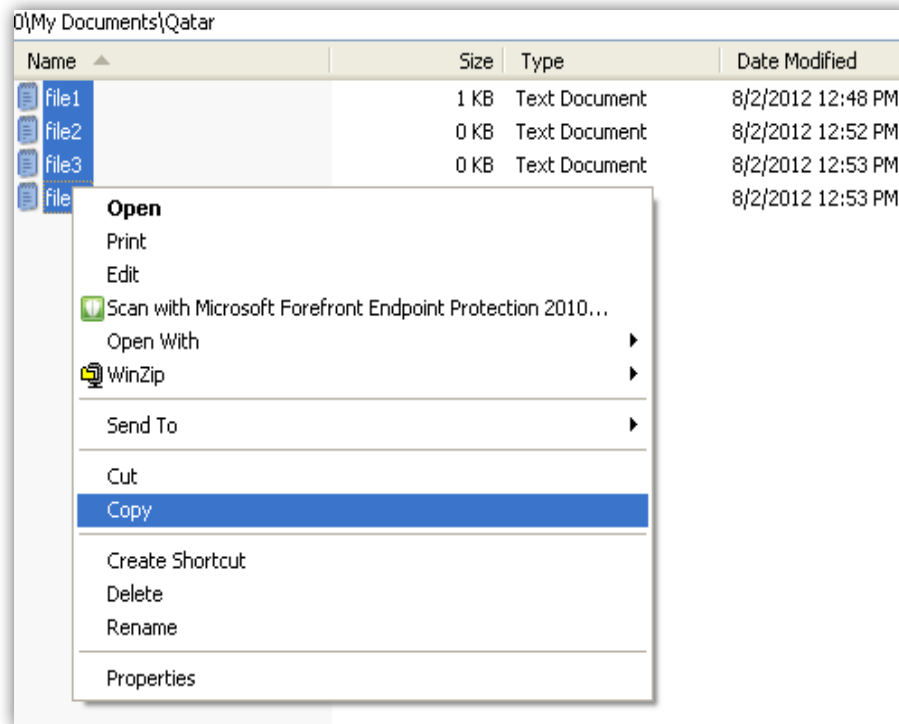 0\My Documents\Qatar
Name Size Type Date Modified
file1 1 KB Text Document 8/2/2012 12:48 PM
file2 0 KB Text Document 8/2/2012 12:52 PM
file3 0 KB Text Document 8/2/2012 12:53 PM
file 8/2/2012 12:53 PM
Open
Print
Edit
Scan with Microsoft Forefront Endpoint Protection 2010...
Open With
WinZip
Send To
Cut
Copy
Create Shortcut
Delete
Rename
Properties